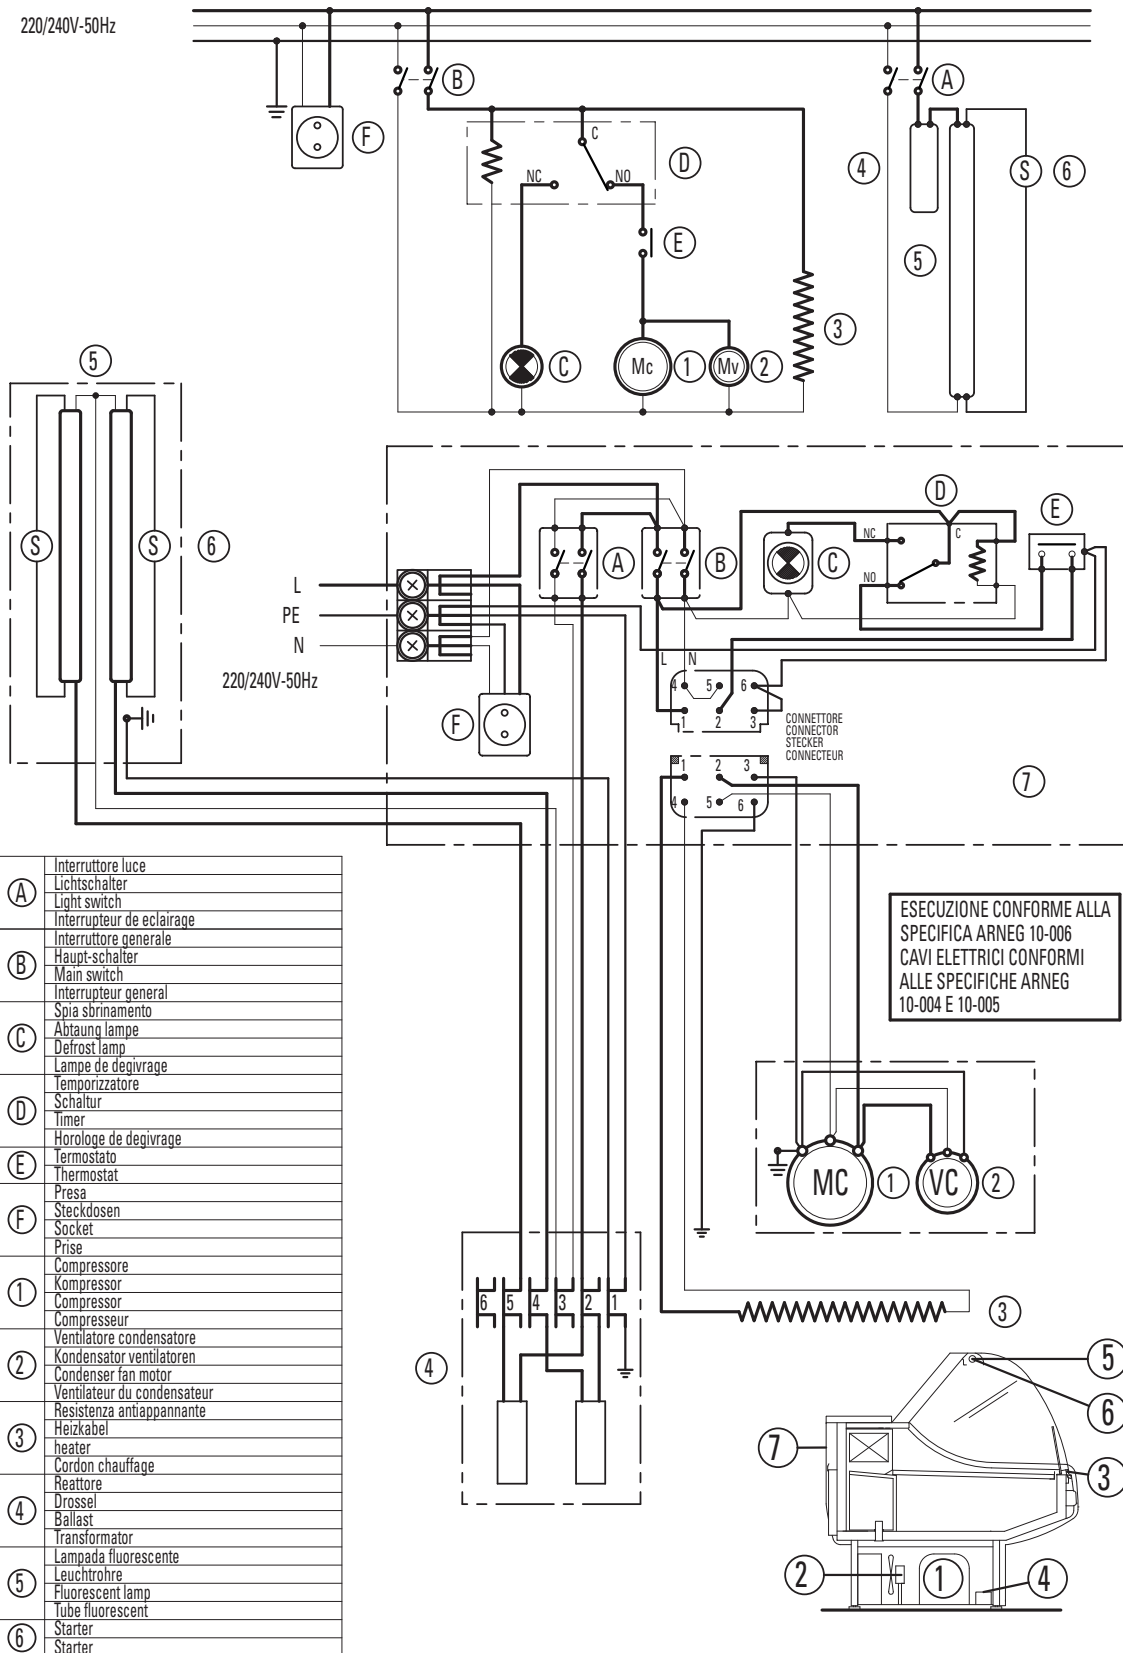 220/240V-50Hz
F
B
A
C
D
NC
NO
E
4
S
6
5
3
C
Mc
1
Mv
2
5
S
S
6
L
PE
N
220/240V-50Hz
F
A
B
C
D
NC
C
NO
E
L N
4 5 6
1 2 3
CONNETTORE
CONNECTOR
STECKER
CONNECTEUR
1 2 3
4 5 6
7
A
Interruttore luce
Lichtschalter
Light switch
Interrupteur de eclairage
B
Interruttore generale
Haupt-schalter
Main switch
Interrupteur general
C
Spia sbrinamento
Abtaung lampe
Defrost lamp
Lampe de degivrage
D
Temporizzatore
Schaltur
Timer
Horologe de degivrage
E
Termostato
Thermostat
F
Presa
Steckdosen
Socket
Prise
1
Compressore
Kompressor
Compressor
Compresseur
2
Ventilatore condensatore
Kondensator ventilatoren
Condenser fan motor
Ventilateur du condensateur
3
Resistenza antiappannante
Heizkabel
heater
Cordon chauffage
4
Reattore
Drossel
Ballast
Transformator
5
Lampada fluorescente
Leuchtrohre
Fluorescent lamp
Tube fluorescent
6
Starter
Starter
ESECUZIONE CONFORME ALLA
SPECIFICA ARNEG 10-006
CAVI ELETTRICI CONFORMI
ALLE SPECIFICHE ARNEG
10-004 E 10-005
MC
1
VC
2
6 5 4 3 2 1
4
3
5
6
7
3
2
1
4